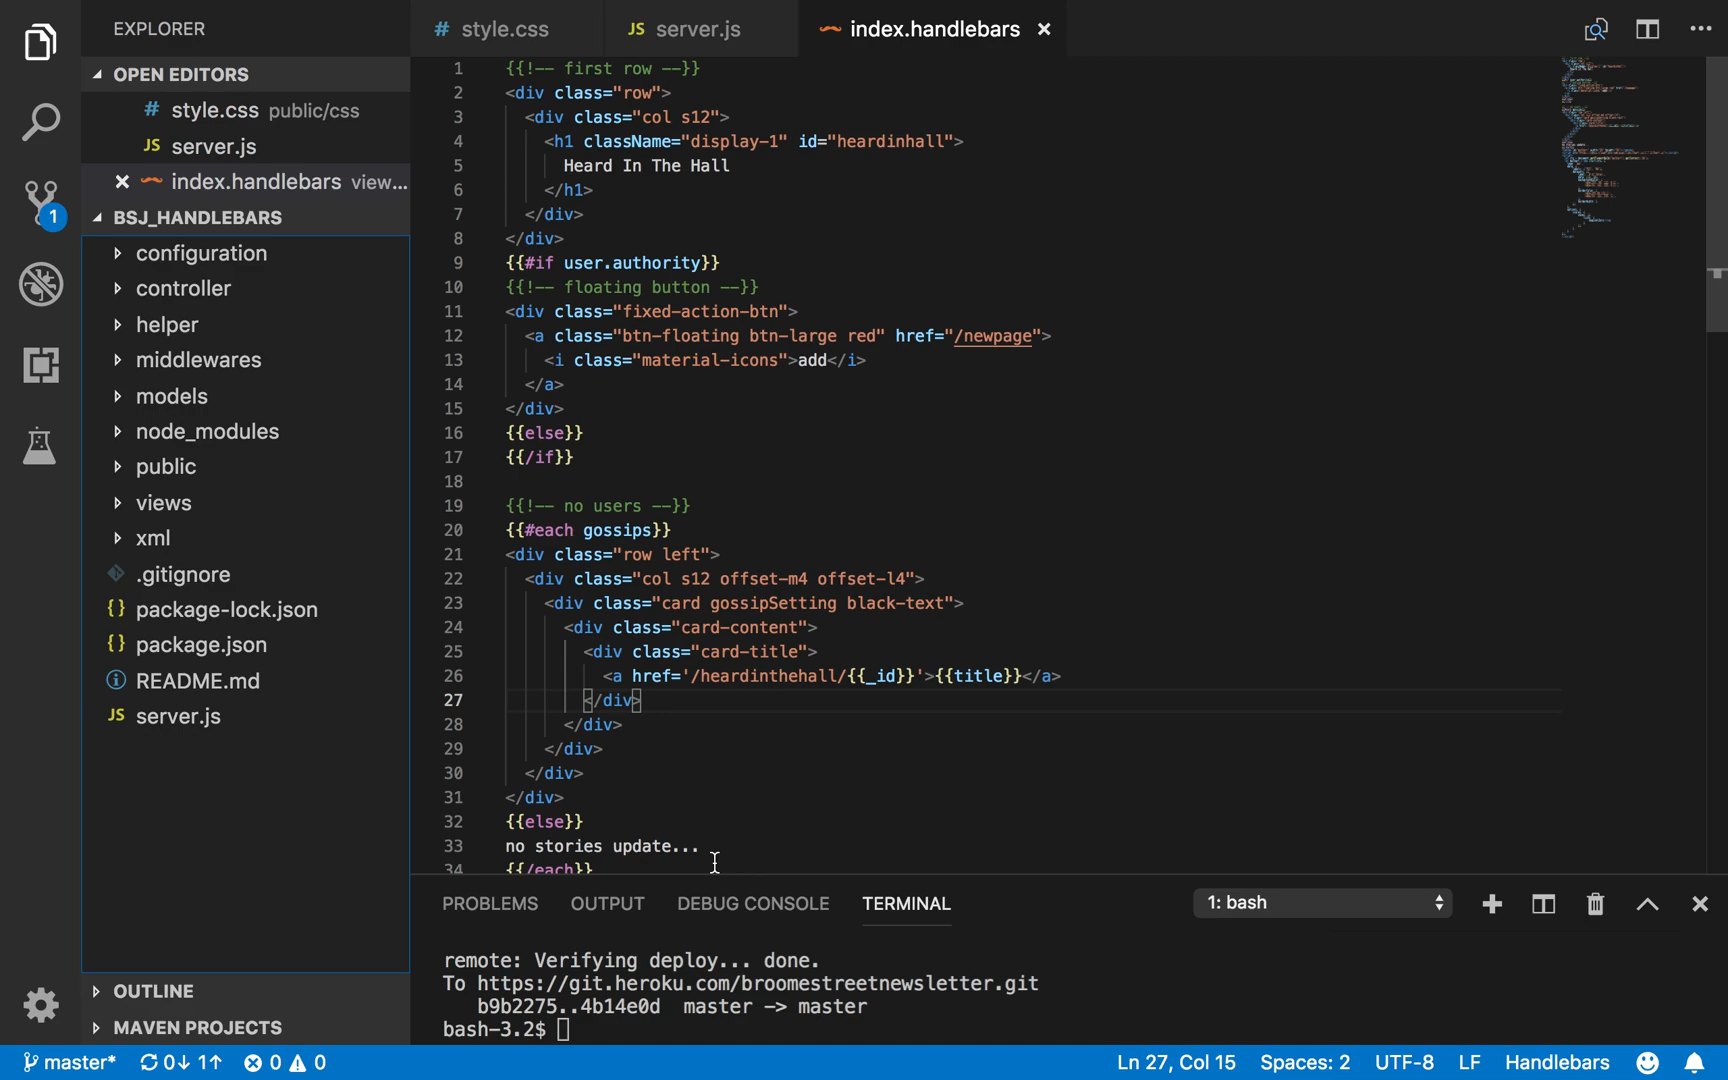 EXPLORER
# style.css
JS server.js
index.handlebars ×
OPEN EDITORS
# style.css public/css
JS server.js
× index.handlebars view...
1
BSJ_HANDLEBARS
configuration
controller
helper
middlewares
models
node_modules
public
views
xml
.gitignore
{} package-lock.json
{} package.json
README.md
JS server.js
OUTLINE
MAVEN PROJECTS
1 {{!-- first row --}}
2 <div class="row">
3 <div class="col s12">
4 <h1 className="display-1" id="heardinhall">
5 Heard In The Hall
6 </h1>
7 </div>
8 </div>
9 {{#if user.authority}}
10 {{!-- floating button --}}
11 <div class="fixed-action-btn">
12 <a class="btn-floating btn-large red" href="/newpage">
13 <i class="material-icons">add</i>
14 </a>
15 </div>
16 {{else}}
17 {{/if}}
18
19 {{!-- no users --}}
20 {{#each gossips}}
21 <div class="row left">
22 <div class="col s12 offset-m4 offset-l4">
23 <div class="card gossipSetting black-text">
24 <div class="card-content">
25 <div class="card-title">
26 <a href='/heardinthehall/{{_id}}'>{{title}}</a>
27 </div>
28 </div>
29 </div>
30 </div>
31 </div>
32 {{else}}
33 no stories update...
34 {{/each}}
PROBLEMS OUTPUT DEBUG CONSOLE TERMINAL 1: bash
remote: Verifying deploy... done.
To https://git.heroku.com/broomestreetnewsletter.git
b9b2275..4b14e0d master -> master
bash-3.2$
master* 0↓ 1↑ 0 0 Ln 27, Col 15 Spaces: 2 UTF-8 LF Handlebars